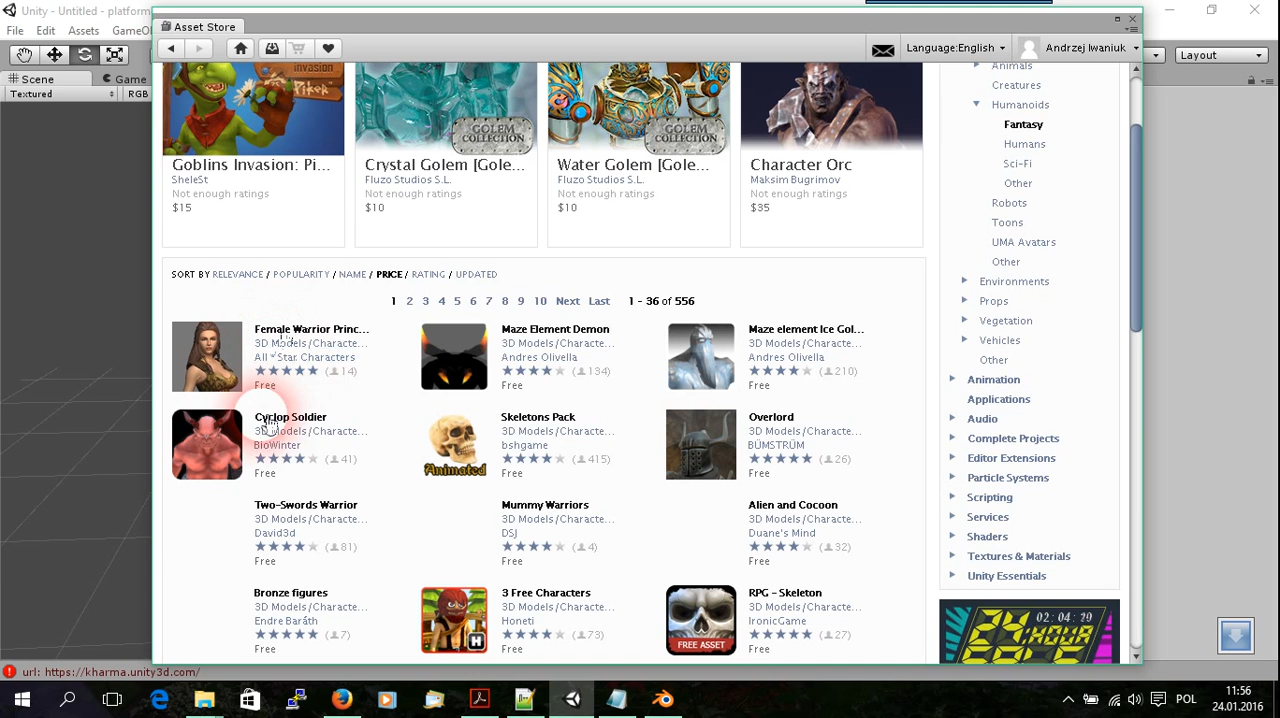 Unity - Untitled - platform
File Edit Assets GameO
Scene Game
Textured RGB
Layout
Asset Store
Language:English Andrzej Iwaniuk
invasion
Piker
GOLEM
COLLECTION
GOLEM
COLLECTION
Goblins Invasion: Pi...
SheleSt
Not enough ratings
$15
Crystal Golem [Gole...
Fluzo Studios S.L.
Not enough ratings
$10
Water Golem [Gole...
Fluzo Studios S.L.
Not enough ratings
$10
Character Orc
Maksim Bugrimov
Not enough ratings
$35
SORT BY RELEVANCE / POPULARITY / NAME / PRICE / RATING / UPDATED
1 2 3 4 5 6 7 8 9 10 Next Last 1 - 36 of 556
Female Warrior Princ...
3D Models/Characte...
All Star Characters
(14)
Free
Maze Element Demon
3D Models/Characte...
Andres Olivella
(134)
Free
Maze element Ice Gol...
3D Models/Characte...
Andres Olivella
(210)
Free
Cyclop Soldier
3D Models/Characte...
BioWinter
(41)
Free
Animated
Skeletons Pack
3D Models/Characte...
bshgame
(415)
Free
Overlord
3D Models/Characte...
BÜMSTRÜM
(26)
Free
Two-Swords Warrior
3D Models/Characte...
David3d
(81)
Free
Mummy Warriors
3D Models/Characte...
DSJ
(4)
Free
Alien and Cocoon
3D Models/Characte...
Duane's Mind
(32)
Free
Bronze figures
3D Models/Characte...
Endre Baráth
(7)
Free
H
3 Free Characters
3D Models/Characte...
Honeti
(73)
Free
FREE ASSET
RPG - Skeleton
3D Models/Characte...
IronicGame
(27)
Free
Animals
Creatures
Humanoids
Fantasy
Humans
Sci-Fi
Other
Robots
Toons
UMA Avatars
Other
Environments
Props
Vegetation
Vehicles
Other
Animation
Applications
Audio
Complete Projects
Editor Extensions
Particle Systems
Scripting
Services
Shaders
Textures & Materials
Unity Essentials
02:04:29
24 HOUR
url: https://kharma.unity3d.com/
POL
11:56
24.01.2016